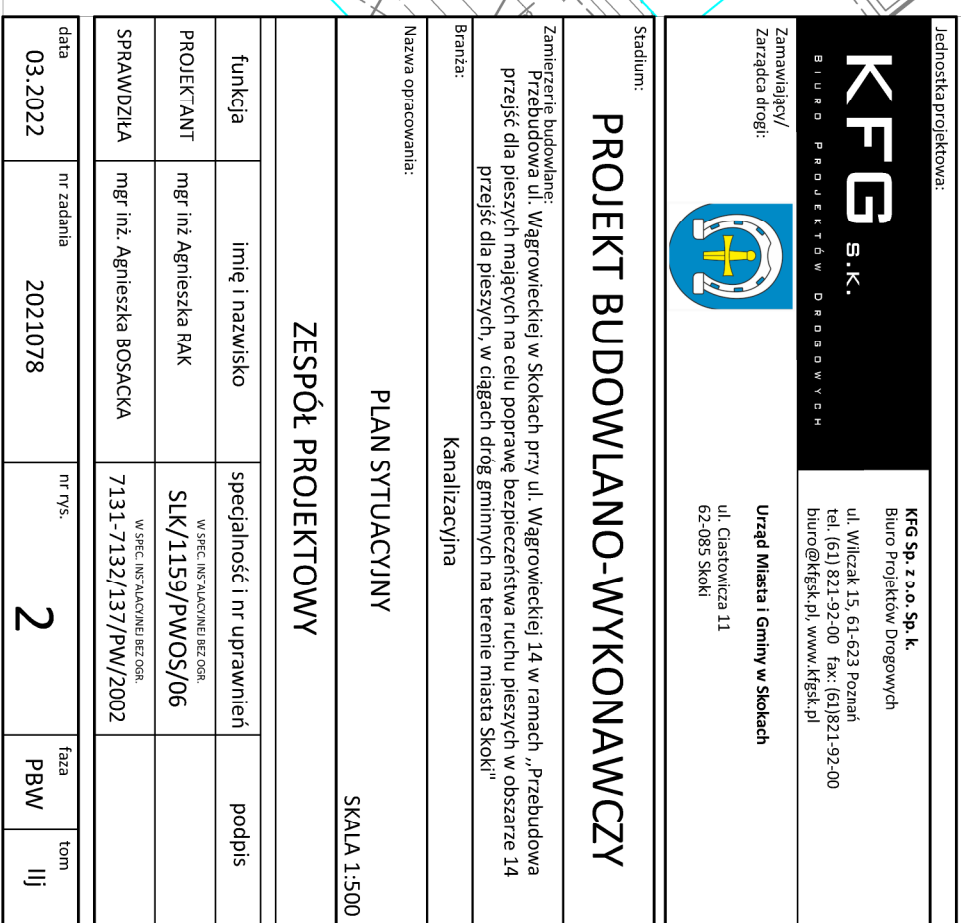 Jednostka projektowa:
KFG s.k.
BIURO PROJEKTÓW DROGOWYCH
KFG Sp. z o.o. Sp. k.
Biuro Projektów Drogowych
ul. Wilczak 15, 61-623 Poznań
tel. (61) 821-92-00 fax: (61)821-92-00
biuro@kfgsk.pl, www.kfgsk.pl
Zamawiający/
Zarządca drogi:
Urząd Miasta i Gminy w Skokach
ul. Ciastowicza 11
62-085 Skoki
Stadium:
PROJEKT BUDOWLANO-WYKONAWCZY
Zamierzenie budowlane:
Przebudowa ul. Wągrowieckiej w Skokach przy ul. Wągrowieckiej 14 w ramach „Przebudowa
przejść dla pieszych mających na celu poprawę bezpieczeństwa ruchu pieszych w obszarze 14
przejść dla pieszych, w ciągach dróg gminnych na terenie miasta Skoki"
Branża:
Kanalizacyjna
Nazwa opracowania:
PLAN SYTUACYJNY
SKALA 1:500
ZESPÓŁ PROJEKTOWY
funkcja imię i nazwisko specjalność i nr uprawnień podpis
PROJEKTANT mgr inż Agnieszka RAK W SPEC. INSTALACYJNEJ BEZ OGR.
SLK/1159/PWOS/06
SPRAWDZIŁA mgr inż. Agnieszka BOSACKA W SPEC. INSTALACYJNEJ BEZ OGR.
7131-7132/137/PW/2002
data nr zadania nr rys. faza tom
03.2022 2021078 2 PBW IIj